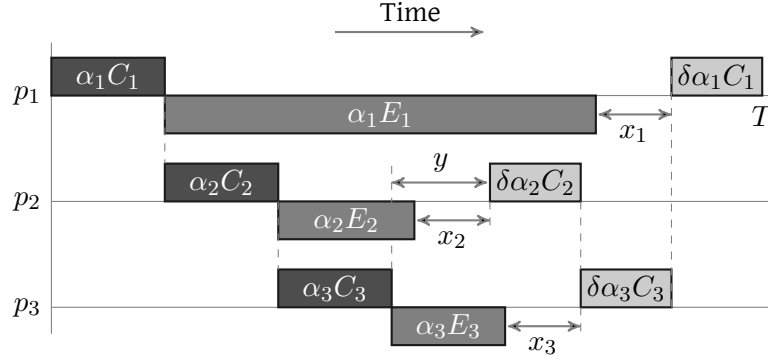 Time
α₁C₁ δα₁C₁
p₁ α₁E₁ x₁ T
α₂C₂ y δα₂C₂
p₂ α₂E₂ x₂
α₃C₃ δα₃C₃
p₃ α₃E₃ x₃